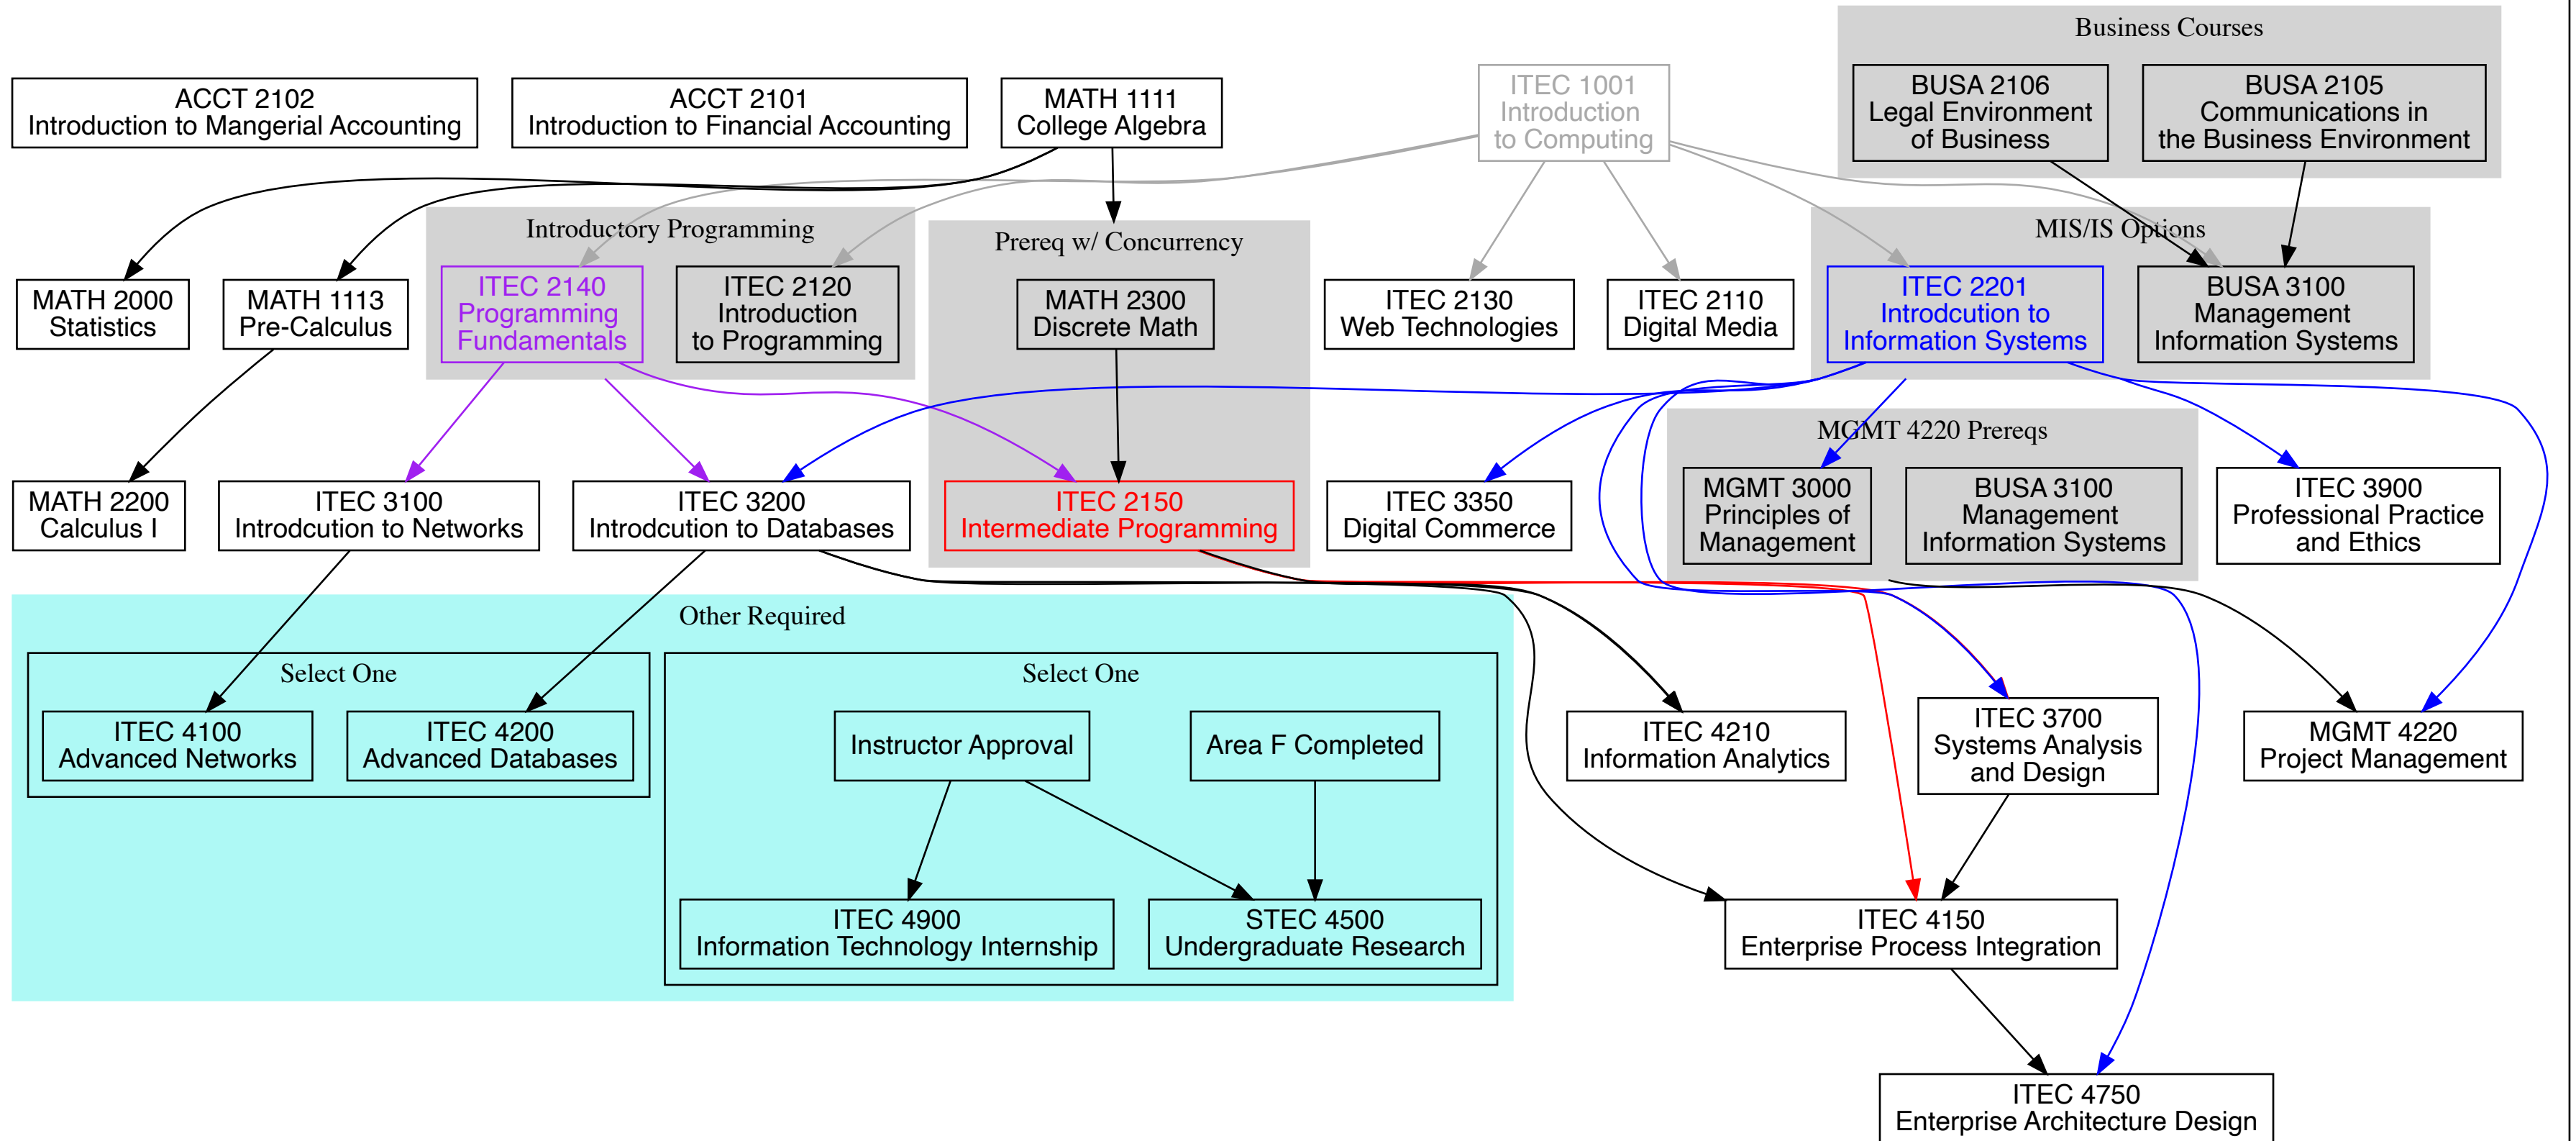 Business Courses
ACCT 2102
Introduction to Mangerial Accounting
ACCT 2101
Introduction to Financial Accounting
MATH 1111
College Algebra
ITEC 1001
Introduction
to Computing
BUSA 2106
Legal Environment
of Business
BUSA 2105
Communications in
the Business Environment
Introductory Programming
Prereq w/ Concurrency
MIS/IS Options
MATH 2000
Statistics
MATH 1113
Pre-Calculus
ITEC 2140
Programming
Fundamentals
ITEC 2120
Introduction
to Programming
MATH 2300
Discrete Math
ITEC 2130
Web Technologies
ITEC 2110
Digital Media
ITEC 2201
Introdcution to
Information Systems
BUSA 3100
Management
Information Systems
MGMT 4220 Prereqs
MATH 2200
Calculus I
ITEC 3100
Introdcution to Networks
ITEC 3200
Introdcution to Databases
ITEC 2150
Intermediate Programming
ITEC 3350
Digital Commerce
MGMT 3000
Principles of
Management
BUSA 3100
Management
Information Systems
ITEC 3900
Professional Practice
and Ethics
Other Required
Select One
Select One
ITEC 4100
Advanced Networks
ITEC 4200
Advanced Databases
Instructor Approval
Area F Completed
ITEC 4210
Information Analytics
ITEC 3700
Systems Analysis
and Design
MGMT 4220
Project Management
ITEC 4900
Information Technology Internship
STEC 4500
Undergraduate Research
ITEC 4150
Enterprise Process Integration
ITEC 4750
Enterprise Architecture Design